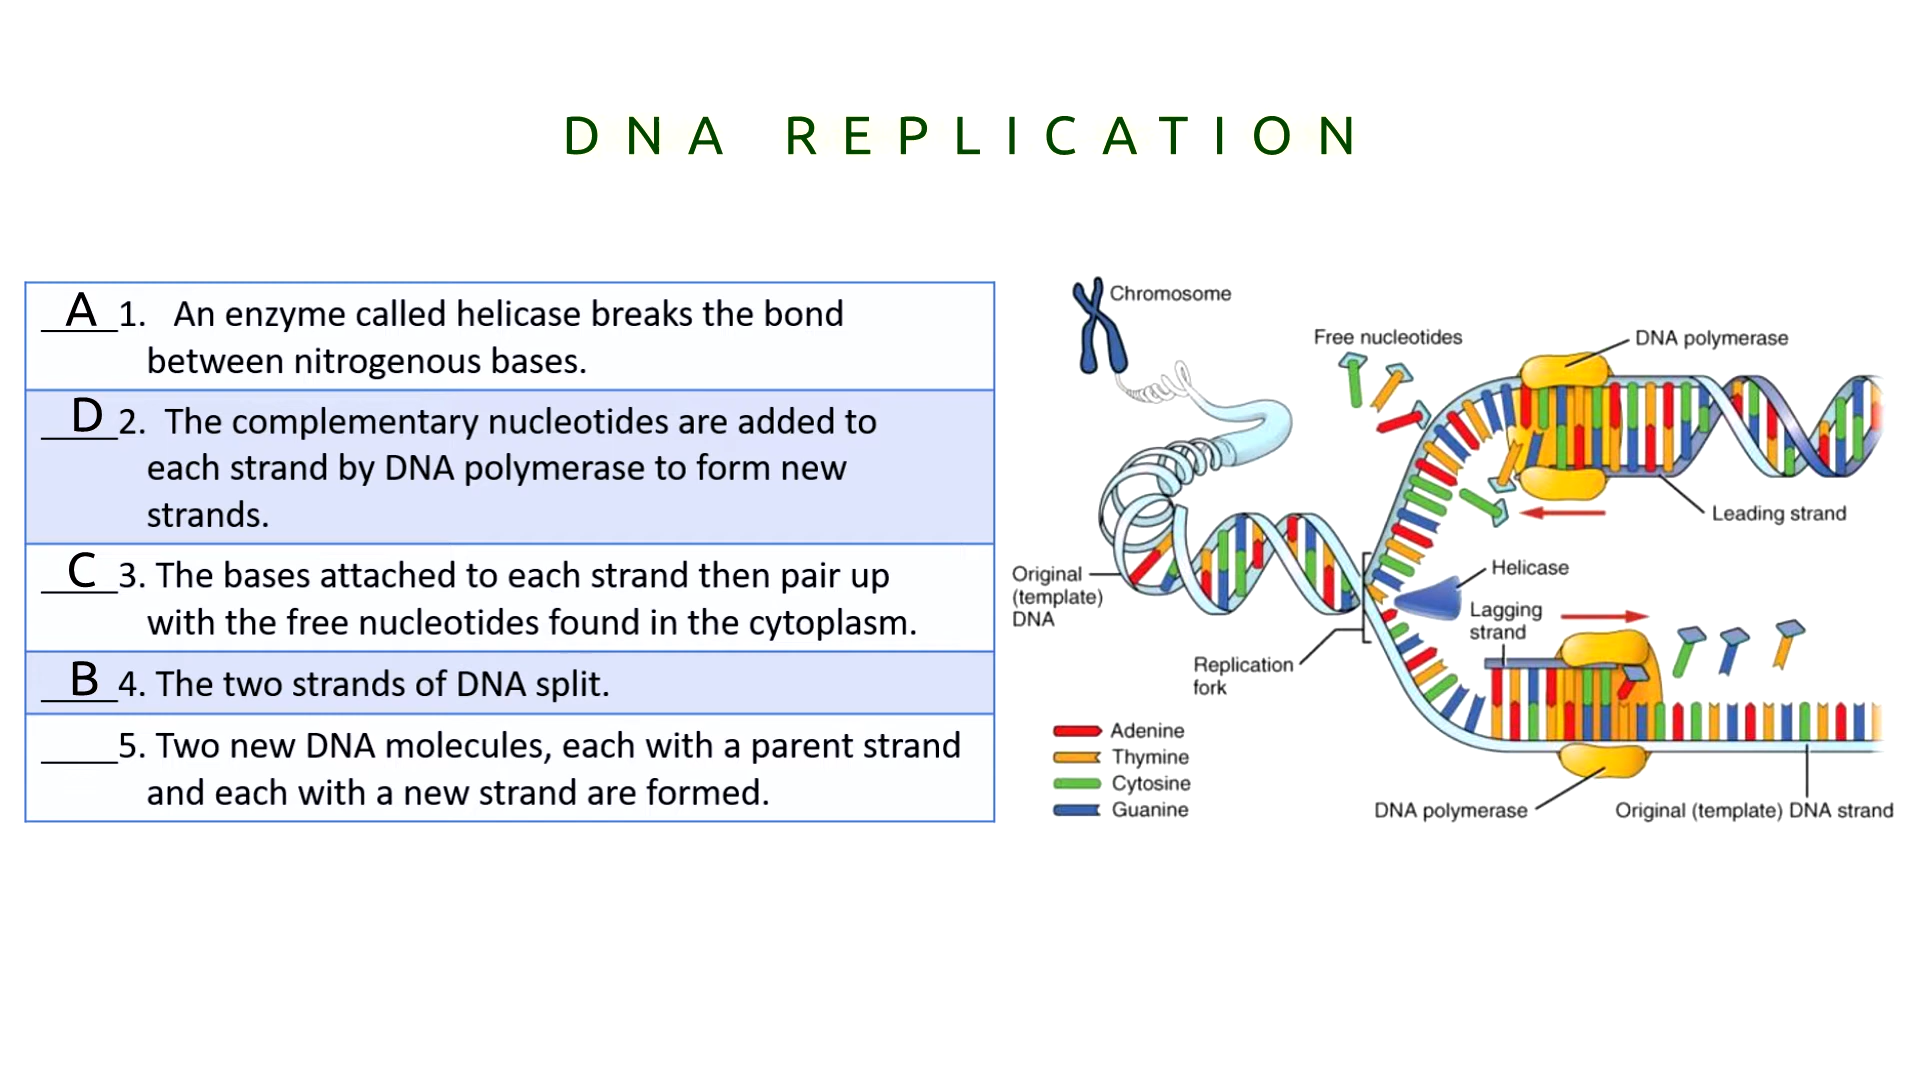 DNA REPLICATION
A 1. An enzyme called helicase breaks the bond
between nitrogenous bases.
D 2. The complementary nucleotides are added to
each strand by DNA polymerase to form new
strands.
C 3. The bases attached to each strand then pair up
with the free nucleotides found in the cytoplasm.
B 4. The two strands of DNA split.
____5. Two new DNA molecules, each with a parent strand
and each with a new strand are formed.
Chromosome
Free nucleotides
DNA polymerase
Leading strand
Helicase
Original
(template)
DNA
Lagging
strand
Replication
fork
Adenine
Thymine
Cytosine
Guanine
DNA polymerase
Original (template) DNA strand